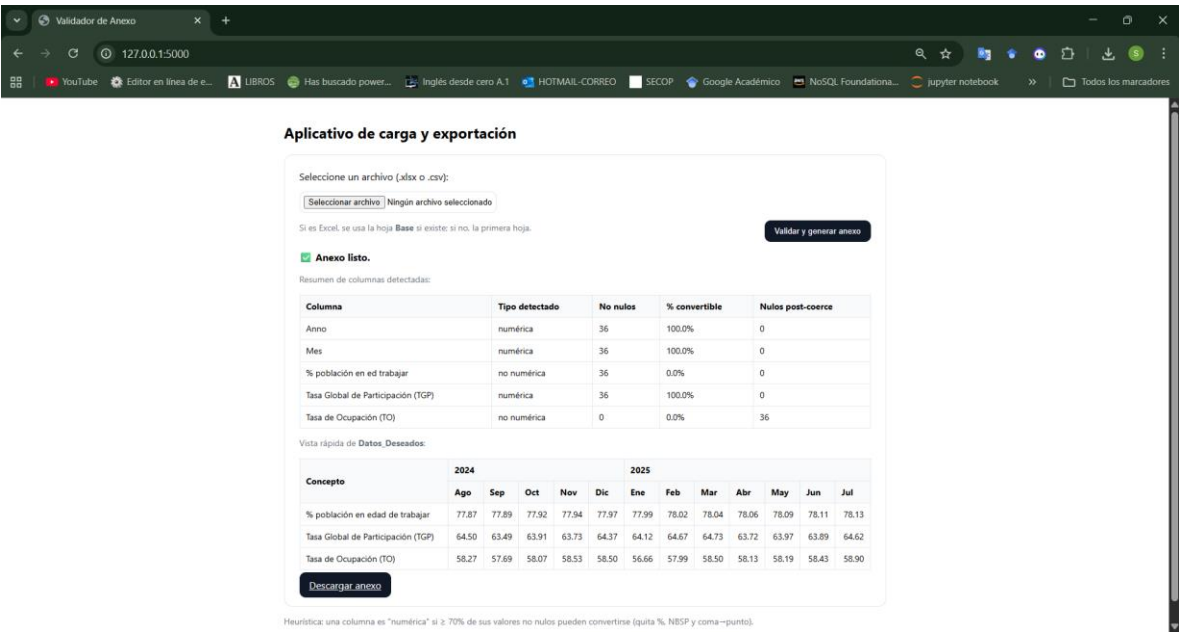 Validador de Anexo
127.0.0.1:5000
S
YouTube Editor en línea de e... LIBROS Has buscado power... Inglés desde cero A.1 HOTMAIL-CORREO SECOP Google Académico NoSQL Foundationa... jupyter notebook » Todos los marcadores
Aplicativo de carga y exportación
Seleccione un archivo (.xlsx o .csv):
Seleccionar archivo Ningún archivo seleccionado
Si es Excel, se usa la hoja Base si existe; si no, la primera hoja.
Validar y generar anexo
Anexo listo.
Resumen de columnas detectadas:
Columna Tipo detectado No nulos % convertible Nulos post-coerce
Anno numérica 36 100.0% 0
Mes numérica 36 100.0% 0
% población en ed trabajar no numérica 36 0.0% 0
Tasa Global de Participación (TGP) numérica 36 100.0% 0
Tasa de Ocupación (TO) no numérica 0 0.0% 36
Vista rápida de Datos_Deseados:
Concepto 2024 2025
Ago Sep Oct Nov Dic Ene Feb Mar Abr May Jun Jul
% población en edad de trabajar 77.87 77.89 77.92 77.94 77.97 77.99 78.02 78.04 78.06 78.09 78.11 78.13
Tasa Global de Participación (TGP) 64.50 63.49 63.91 63.73 64.37 64.12 64.67 64.73 63.72 63.97 63.89 64.62
Tasa de Ocupación (TO) 58.27 57.69 58.07 58.53 58.50 56.66 57.99 58.50 58.13 58.19 58.43 58.90
Descargar anexo
Heurística: una columna es "numérica" si ≥ 70% de sus valores no nulos pueden convertirse (quita %, NBSP y coma→punto).